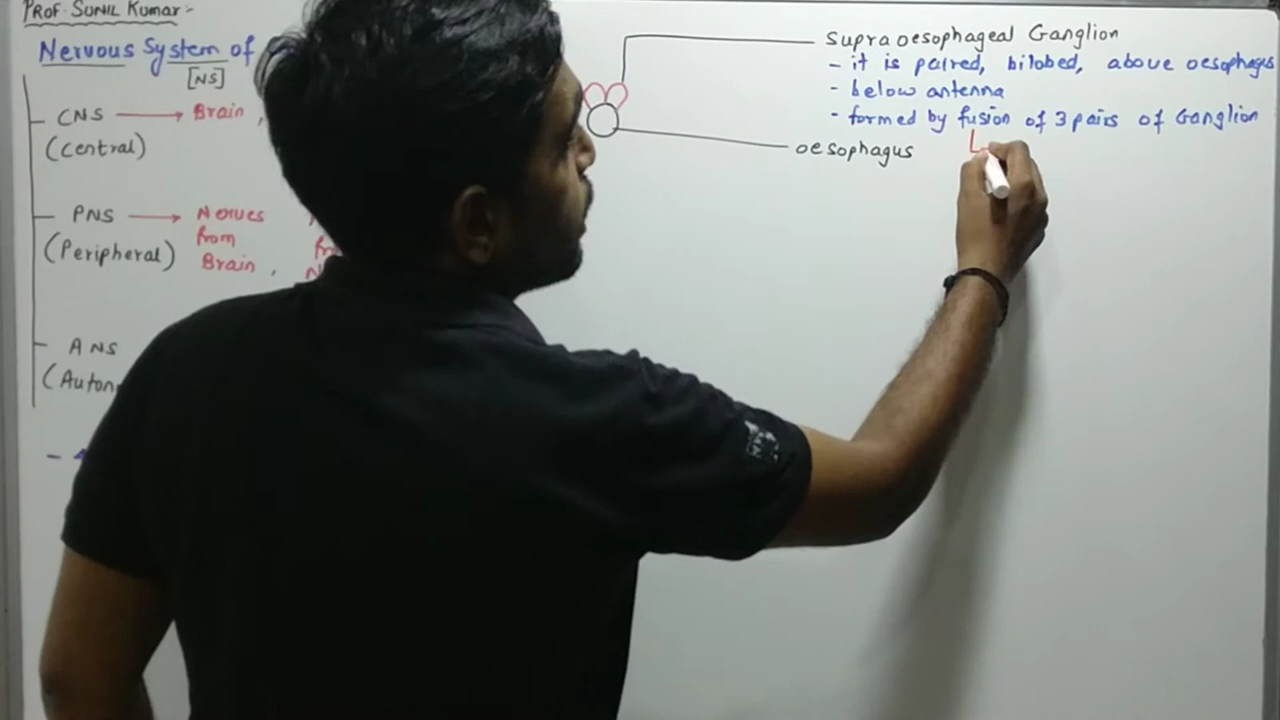 Prof. Sunil Kumar:-
Nervous System of
[NS]
CNS → Brain,
(Central)
PNS → Nerves
from
Brain,
(Peripheral)
ANS
Supra oesophageal Ganglion
- it is paired, bilobed, above oesophagus
- below antenna
- formed by fusion of 3 pairs of Ganglion
oesophagus